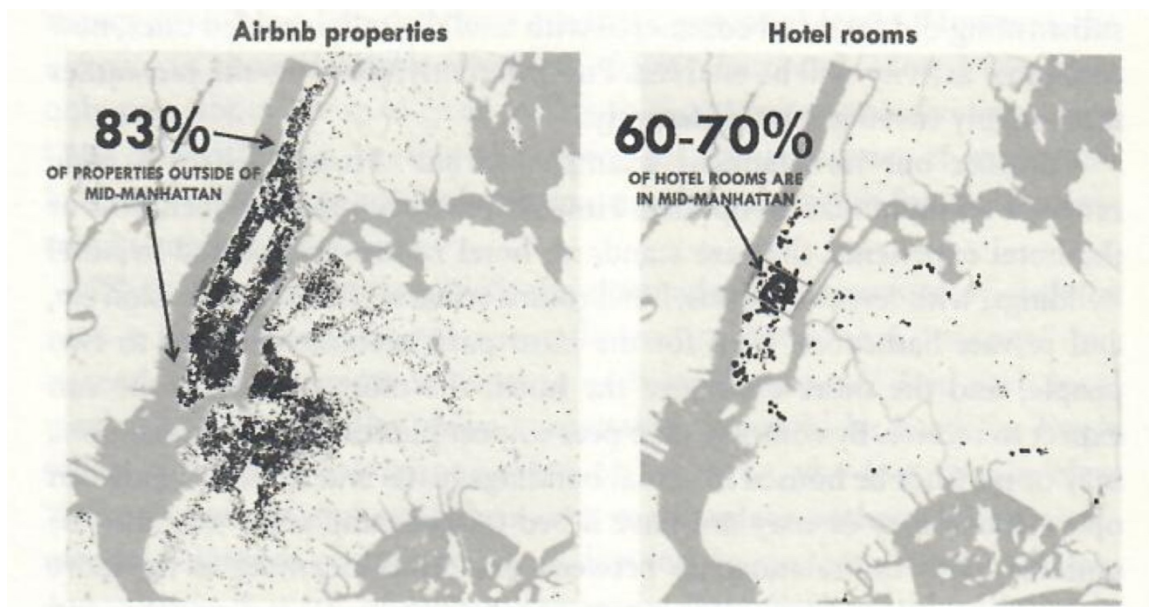 Airbnb properties
83%
OF PROPERTIES OUTSIDE OF
MID-MANHATTAN
Hotel rooms
60-70%
OF HOTEL ROOMS ARE
IN MID-MANHATTAN